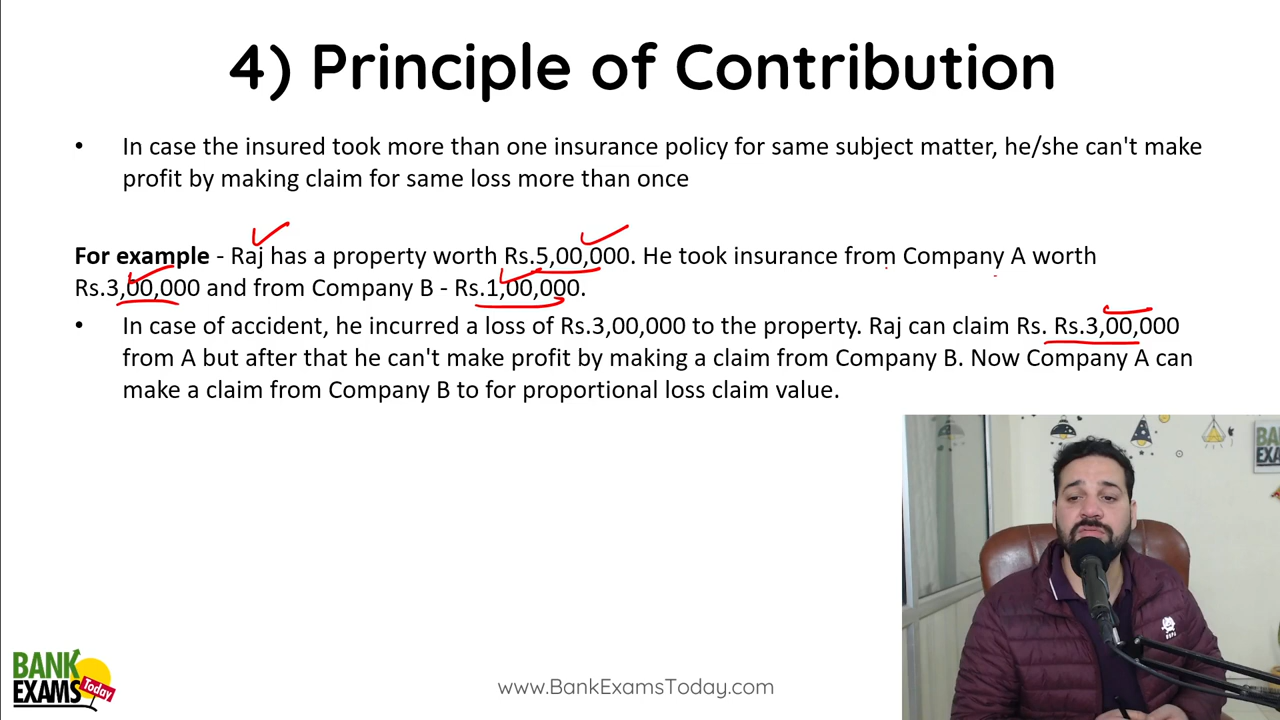 4) Principle of Contribution
• In case the insured took more than one insurance policy for same subject matter, he/she can't make
profit by making claim for same loss more than once
For example - Raj has a property worth Rs.5,00,000. He took insurance from Company A worth
Rs.3,00,000 and from Company B - Rs.1,00,000.
• In case of accident, he incurred a loss of Rs.3,00,000 to the property. Raj can claim Rs. Rs.3,00,000
from A but after that he can't make profit by making a claim from Company B. Now Company A can
make a claim from Company B to for proportional loss claim value.
BANK
EXA
BANK
EXAMS
Today
www.BankExamsToday.com